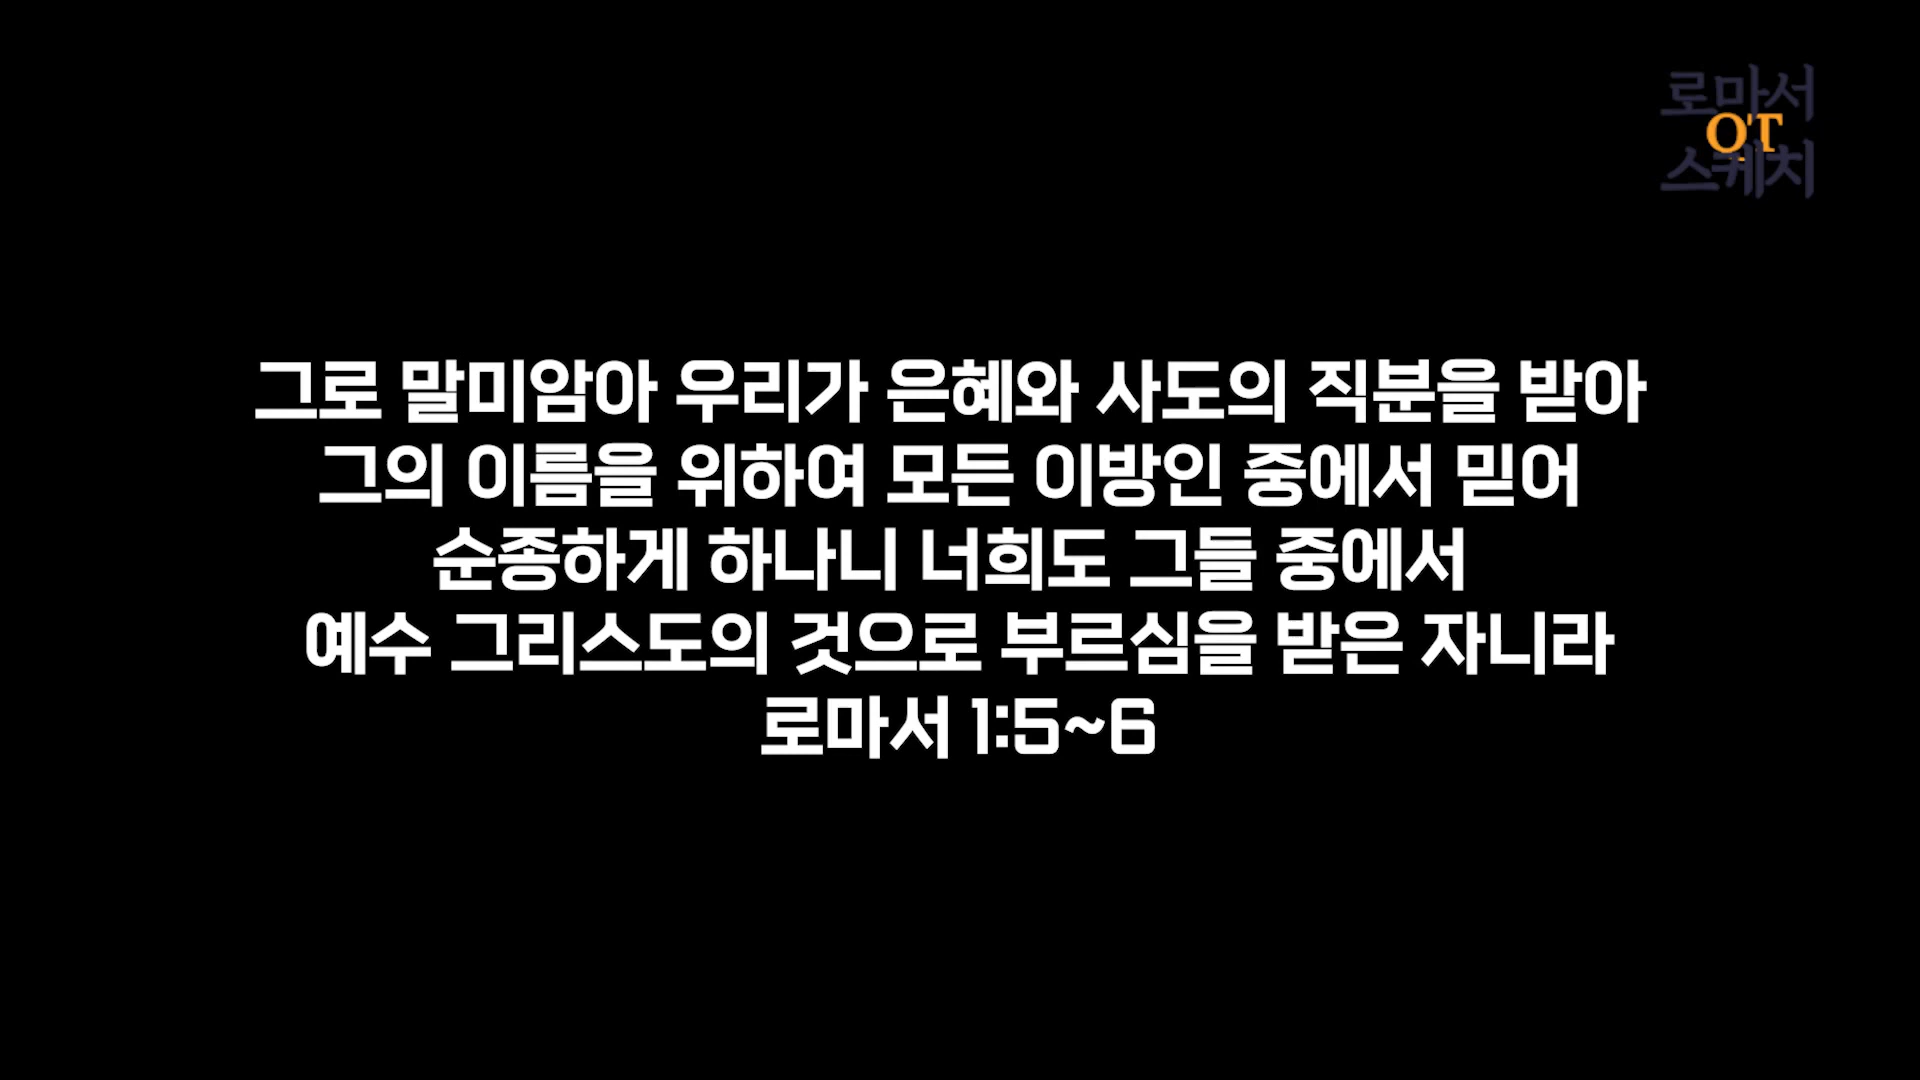 로마서
QT
스케치
그로 말미암아 우리가 은혜와 사도의 직분을 받아
그의 이름을 위하여 모든 이방인 중에서 믿어
순종하게 하나니 너희도 그들 중에서
예수 그리스도의 것으로 부르심을 받은 자니라
로마서 1:5~6